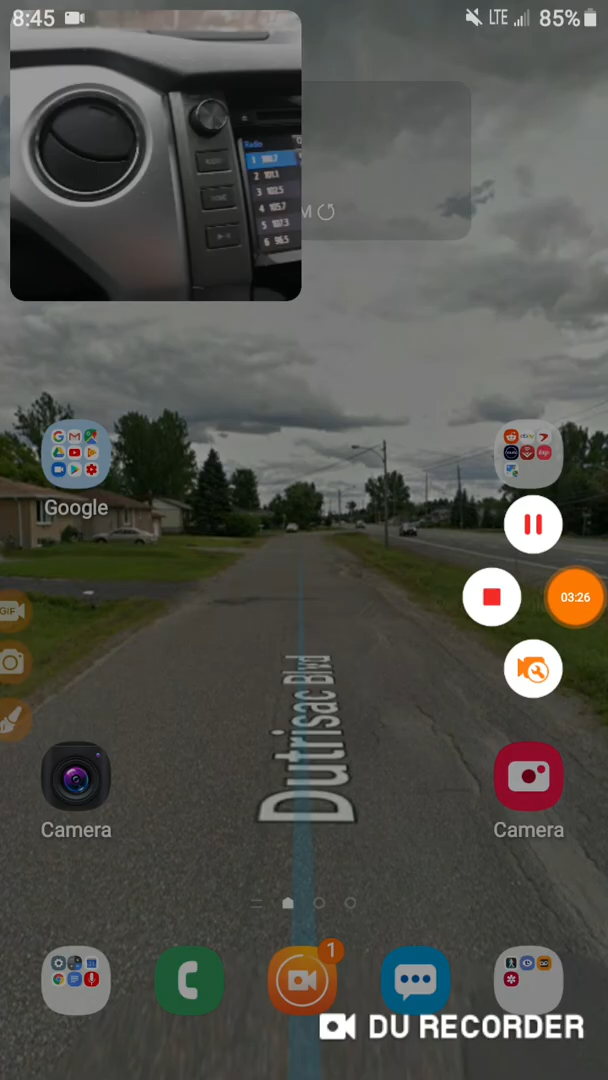 8:45
LTE 85%
Radio
1 100.7
2 101.1
3 102.5
4 105.7
5 107.3
6 96.5
M
Google
03:26
GIF
Dutrisac Blvd
Camera
Camera
1
DU RECORDER